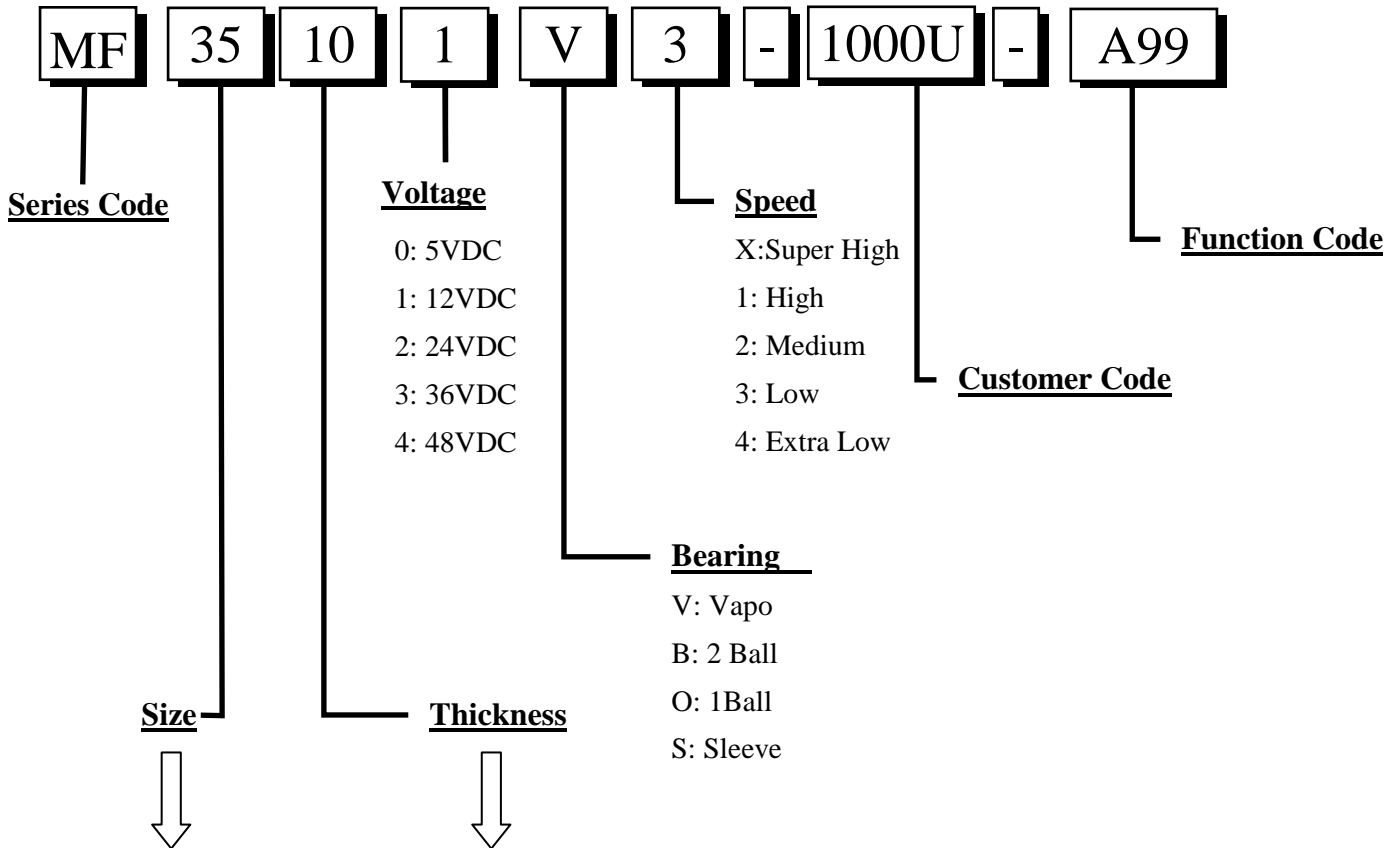 MF 35 10 1 V 3 - 1000U - A99
Series Code
Voltage
0: 5VDC
1: 12VDC
2: 24VDC
3: 36VDC
4: 48VDC
Speed
X:Super High
1: High
2: Medium
3: Low
4: Extra Low
Function Code
Customer Code
Bearing
V: Vapo
B: 2 Ball
O: 1Ball
S: Sleeve
Size
Thickness